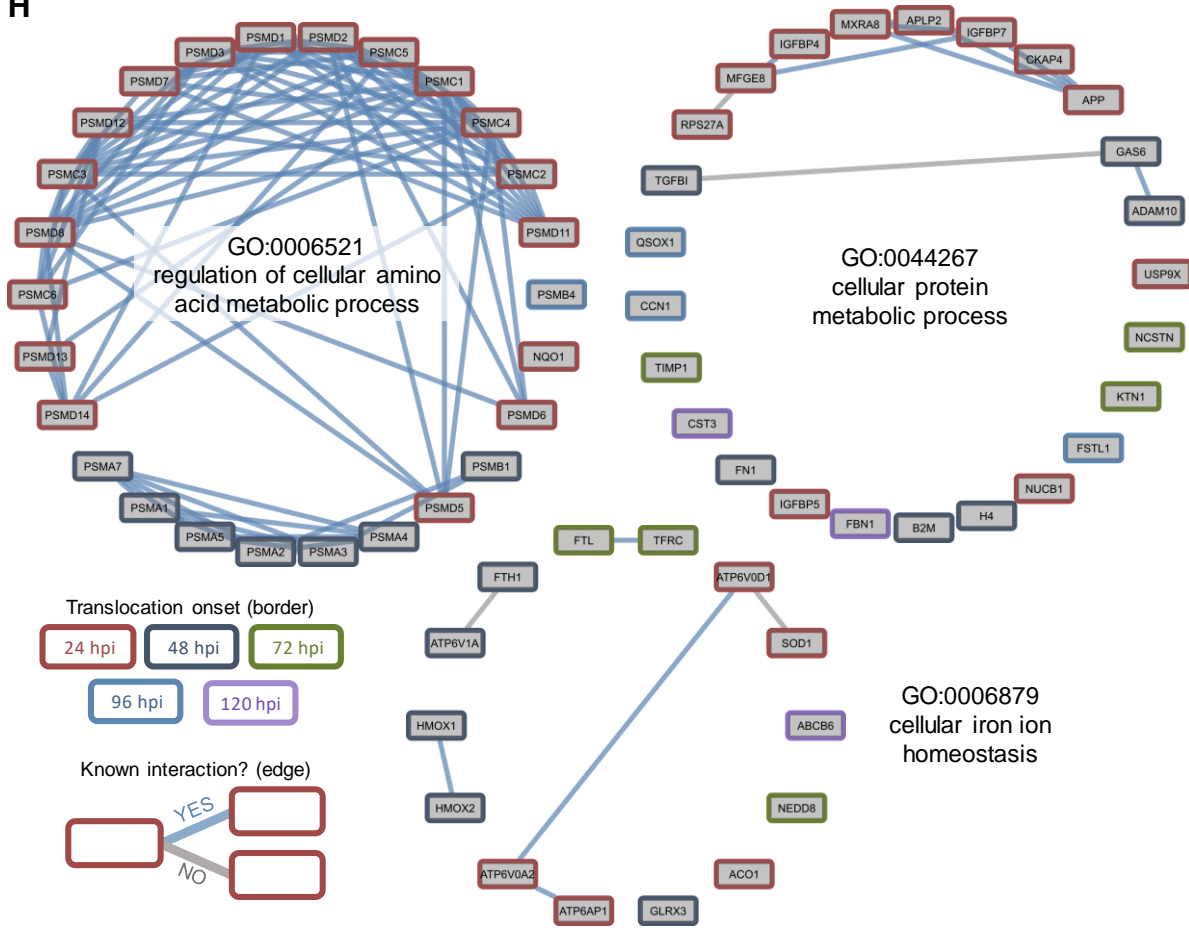 H
PSMD1
PSMD2
PSMD3
PSMC5
PSMD7
PSMC1
PSMD12
PSMC4
PSMC3
PSMC2
PSMD8
PSMD11
PSMC6
PSMB4
PSMD13
NQO1
PSMD14
PSMD6
PSMA7
PSMB1
PSMA1
PSMD5
PSMA5
PSMA4
PSMA2
PSMA3
GO:0006521
regulation of cellular amino
acid metabolic process
MXRA8
APLP2
IGFBP4
IGFBP7
MFGE8
CKAP4
RPS27A
APP
TGFBI
GAS6
ADAM10
QSOX1
USP9X
CCN1
NCSTN
TIMP1
KTN1
CST3
FSTL1
FN1
NUCB1
IGFBP5
H4
FBN1
B2M
GO:0044267
cellular protein
metabolic process
FTL
TFRC
FTH1
ATP6V0D1
ATP6V1A
SOD1
HMOX1
ABCB6
HMOX2
NEDD8
ATP6V0A2
ACO1
ATP6AP1
GLRX3
GO:0006879
cellular iron ion
homeostasis
Translocation onset (border)
24 hpi
48 hpi
72 hpi
96 hpi
120 hpi
Known interaction? (edge)
YES
NO